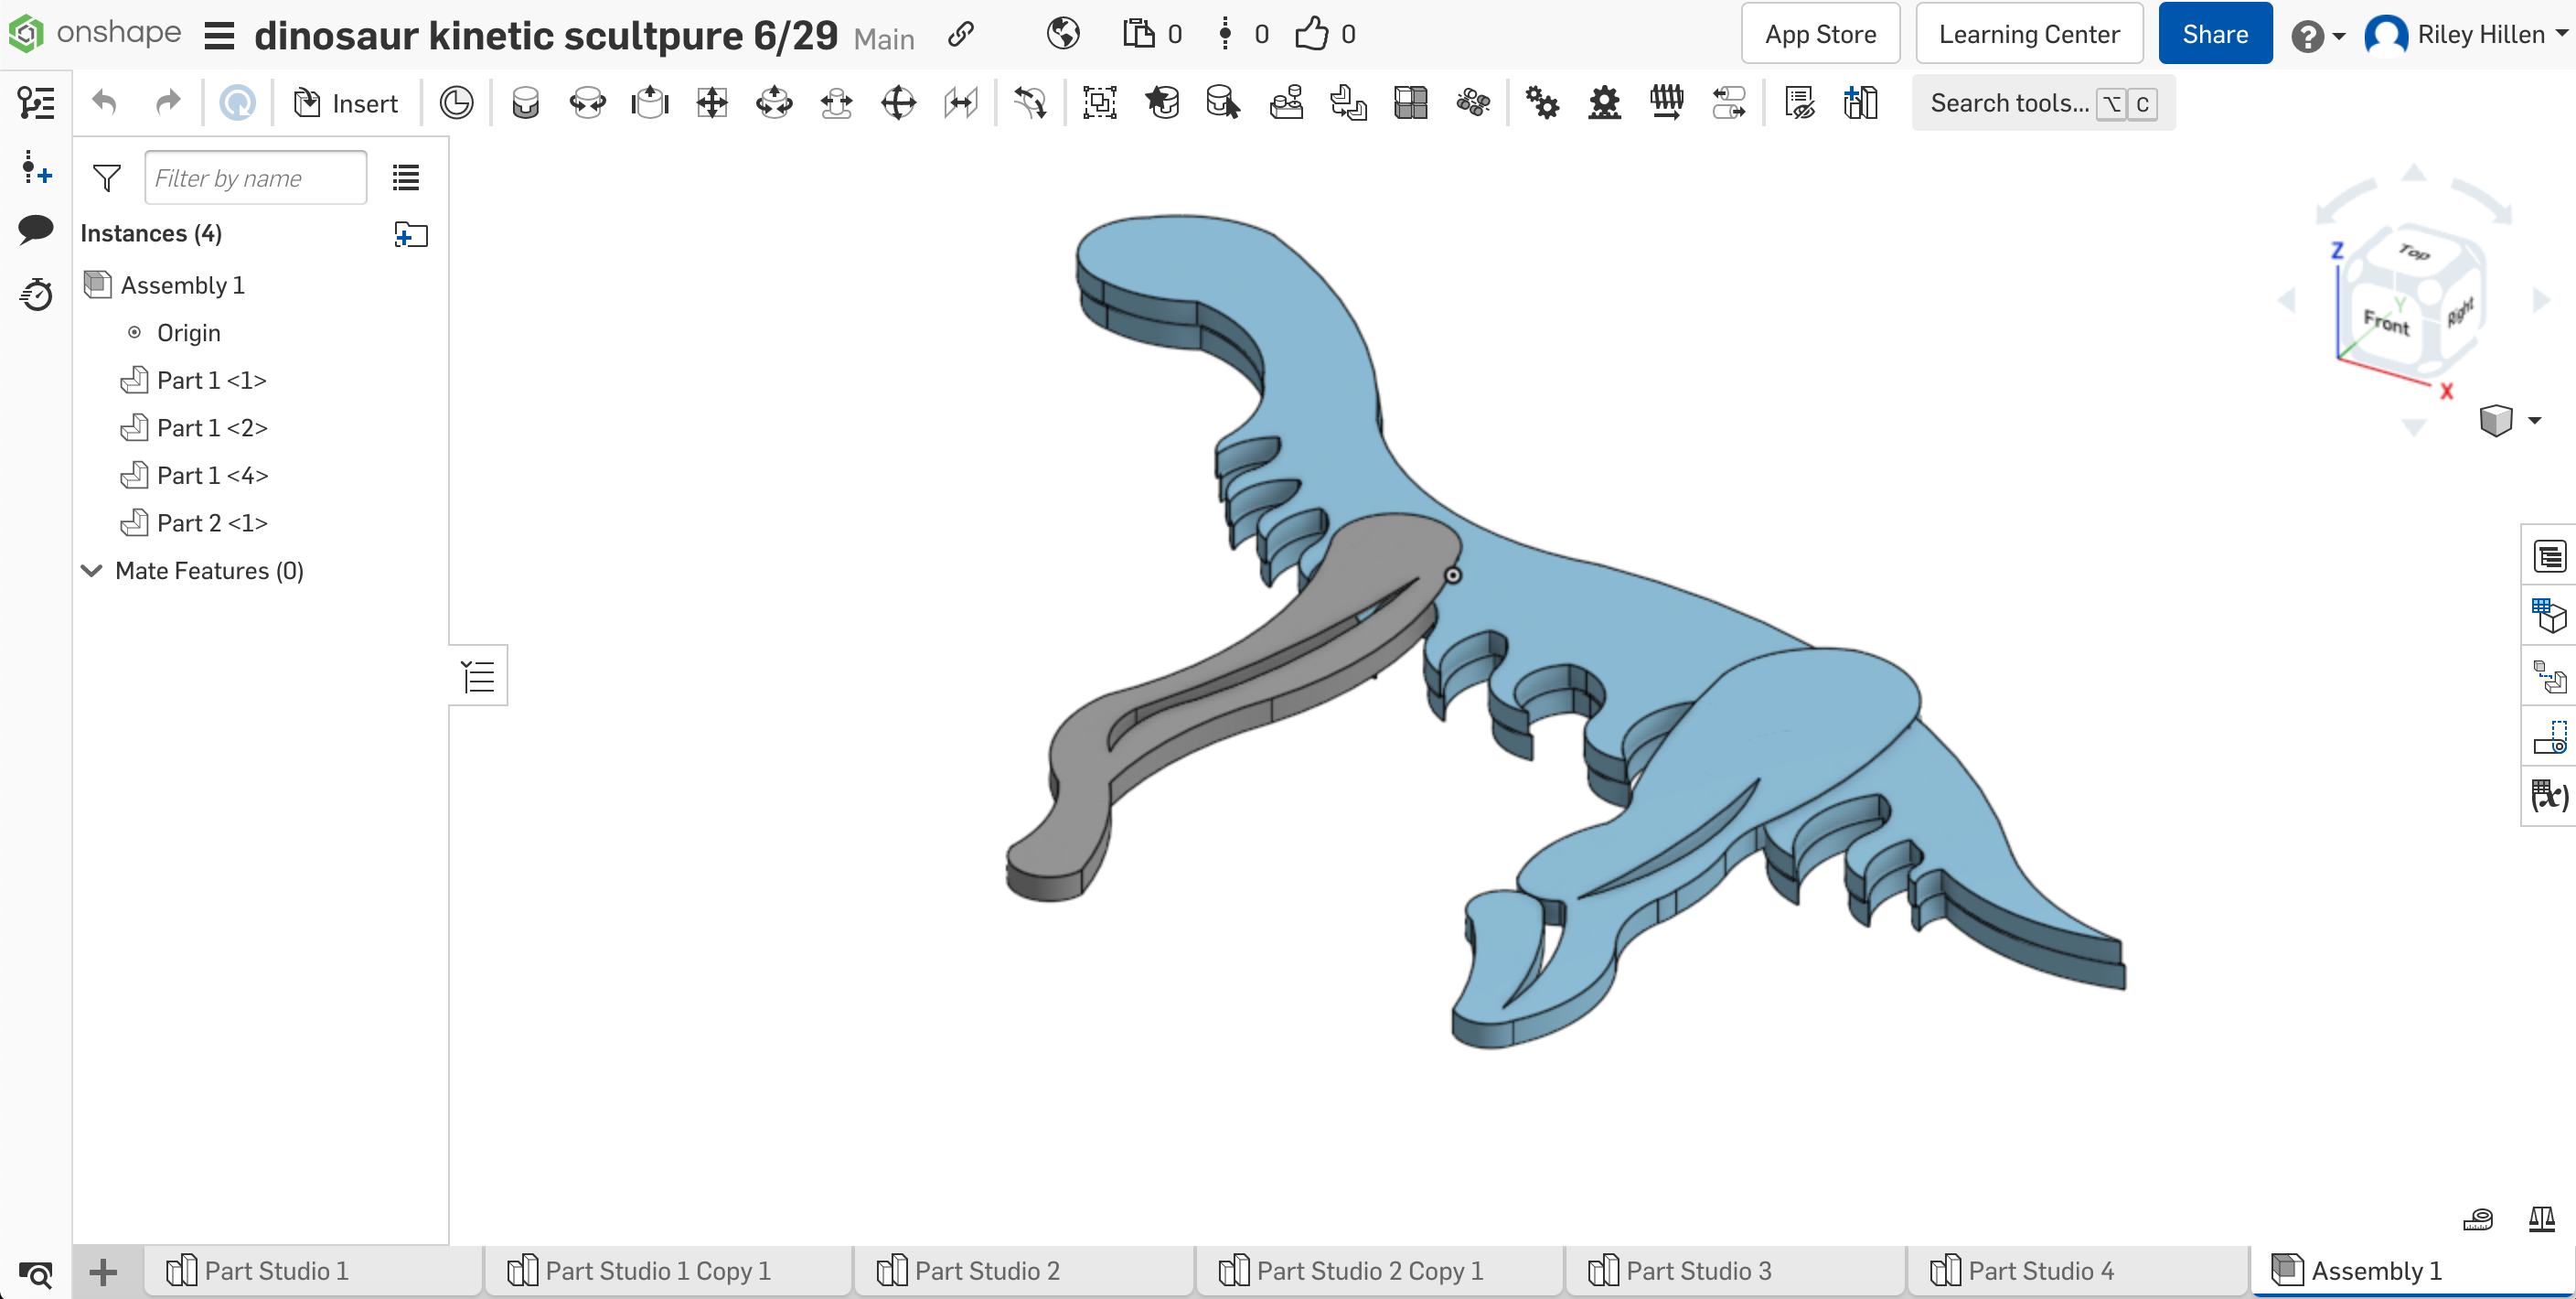 onshape dinosaur kinetic scultpure 6/29 Main 0 0 0 App Store Learning Center Share ? Riley Hillen
Insert Search tools... ⌥ C
Filter by name
Instances (4)
Assembly 1
Origin
Part 1 <1>
Part 1 <2>
Part 1 <4>
Part 2 <1>
Mate Features (0)
Z
Top
Y
Front
Right
X
(x)
+ Part Studio 1 Part Studio 1 Copy 1 Part Studio 2 Part Studio 2 Copy 1 Part Studio 3 Part Studio 4 Assembly 1